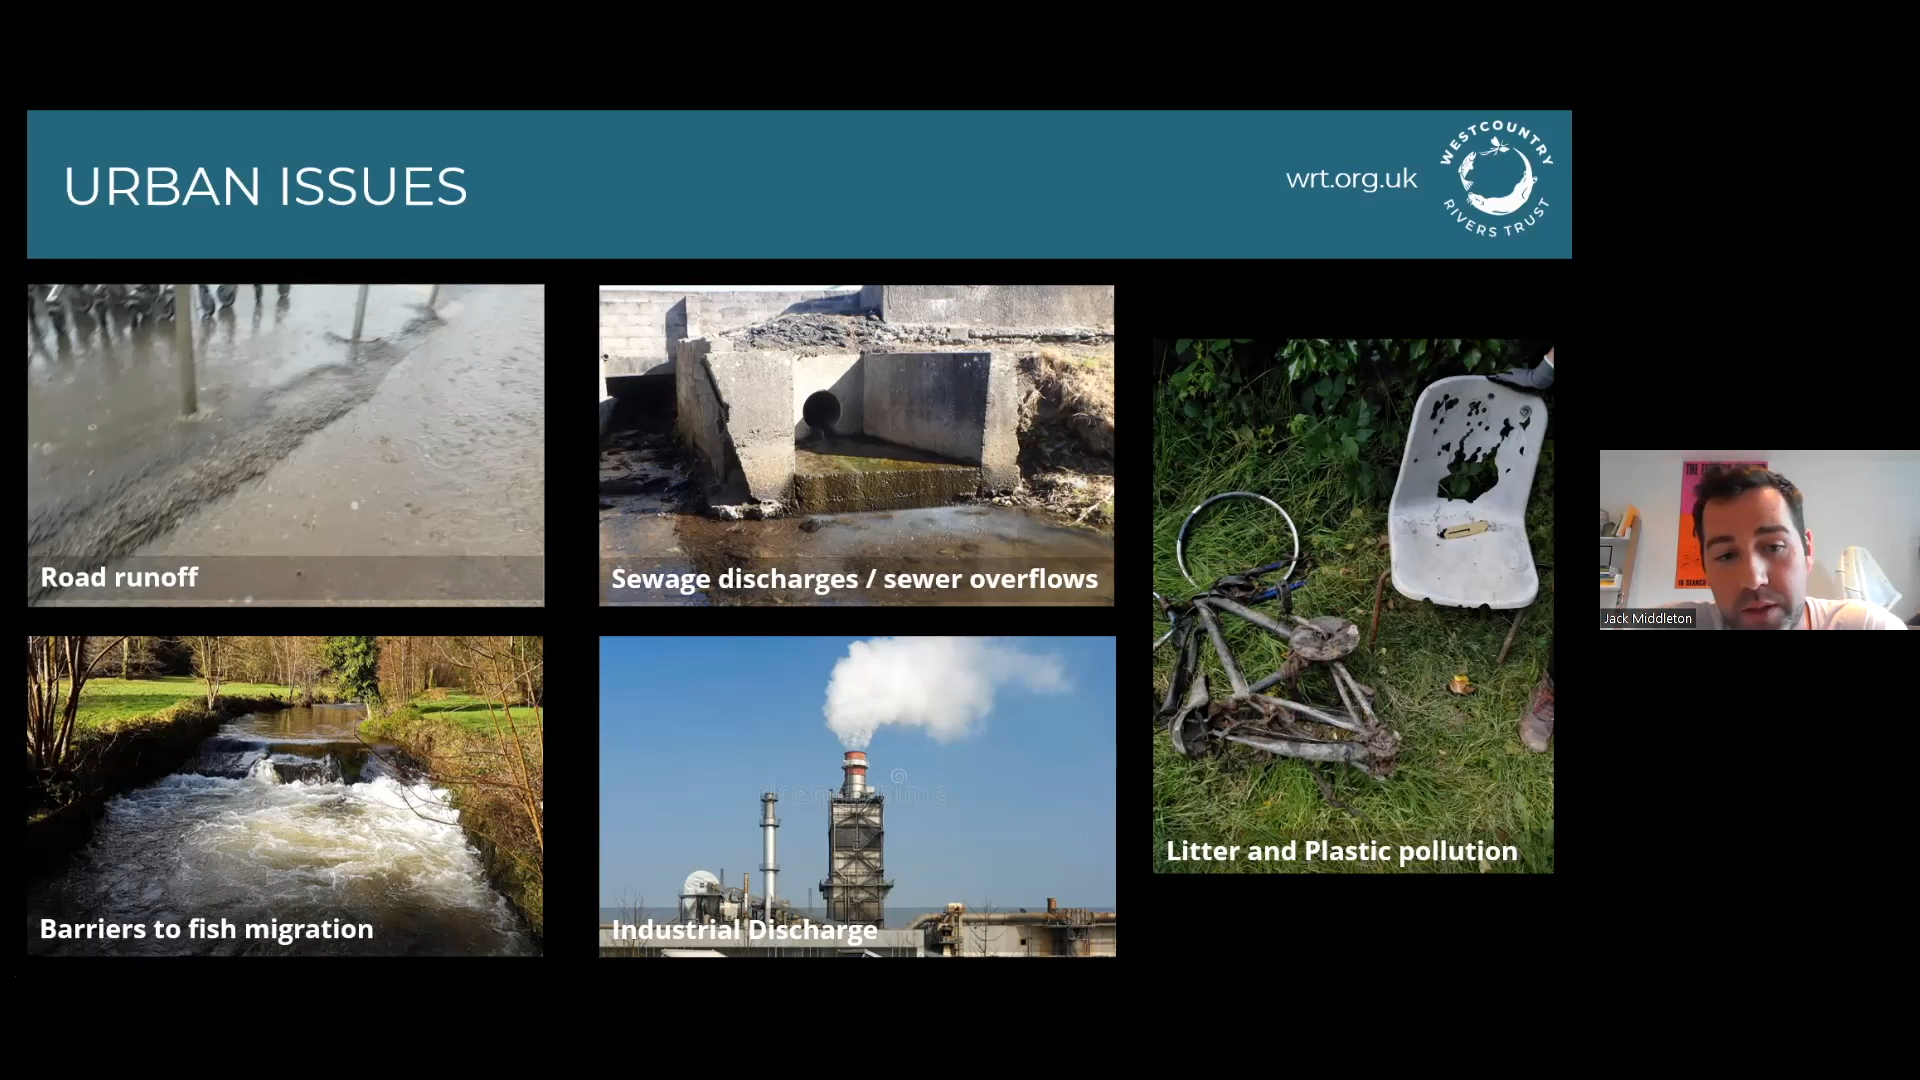 URBAN ISSUES
wrt.org.uk
WESTCOUNTRY
RIVERS TRUST
Road runoff
Sewage discharges / sewer overflows
Barriers to fish migration
Industrial Discharge
Litter and Plastic pollution
Jack Middleton